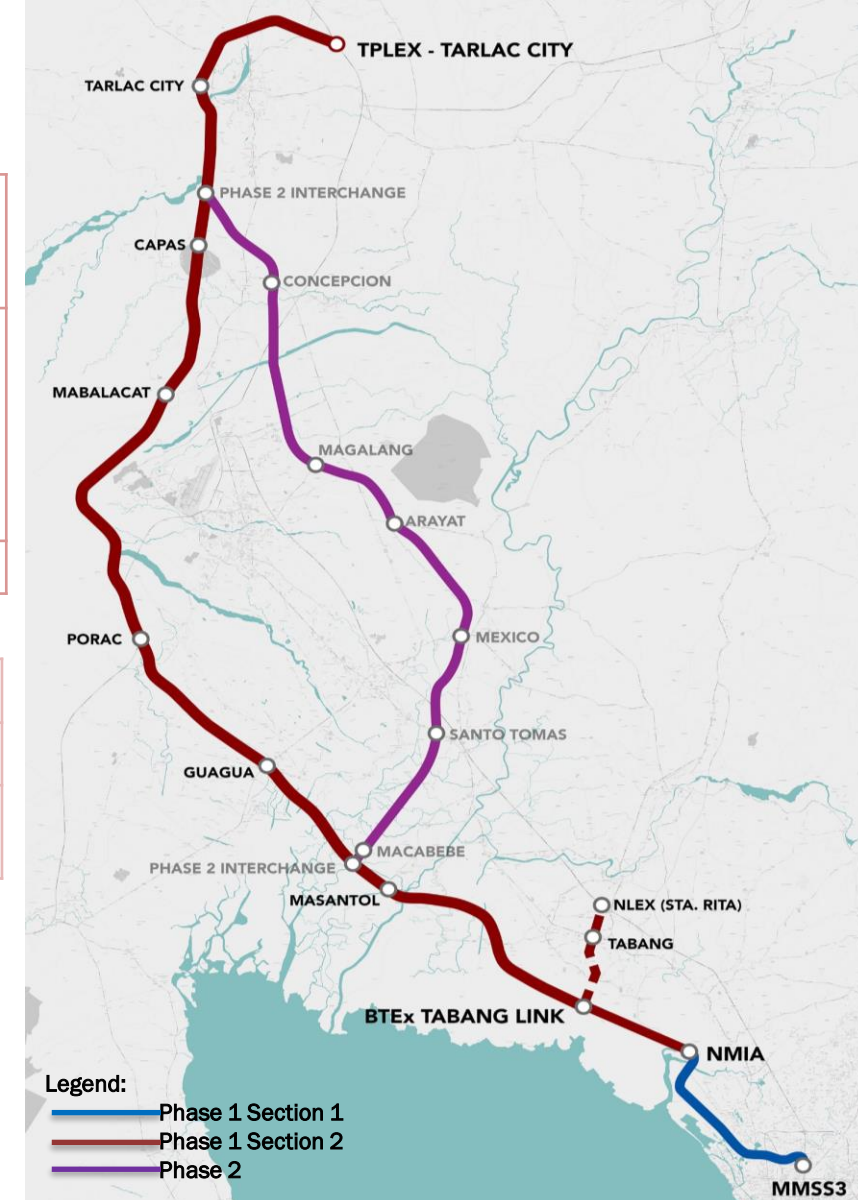 TPLEX - TARLAC CITY
TARLAC CITY
PHASE 2 INTERCHANGE
CAPAS
CONCEPCION
MABALACAT
MAGALANG
ARAYAT
PORAC
MEXICO
SANTO TOMAS
GUAGUA
MACABEBE
PHASE 2 INTERCHANGE
MASANTOL
NLEX (STA. RITA)
TABANG
BTEx TABANG LINK
NMIA
Legend:
Phase 1 Section 1
Phase 1 Section 2
Phase 2
MMSS3